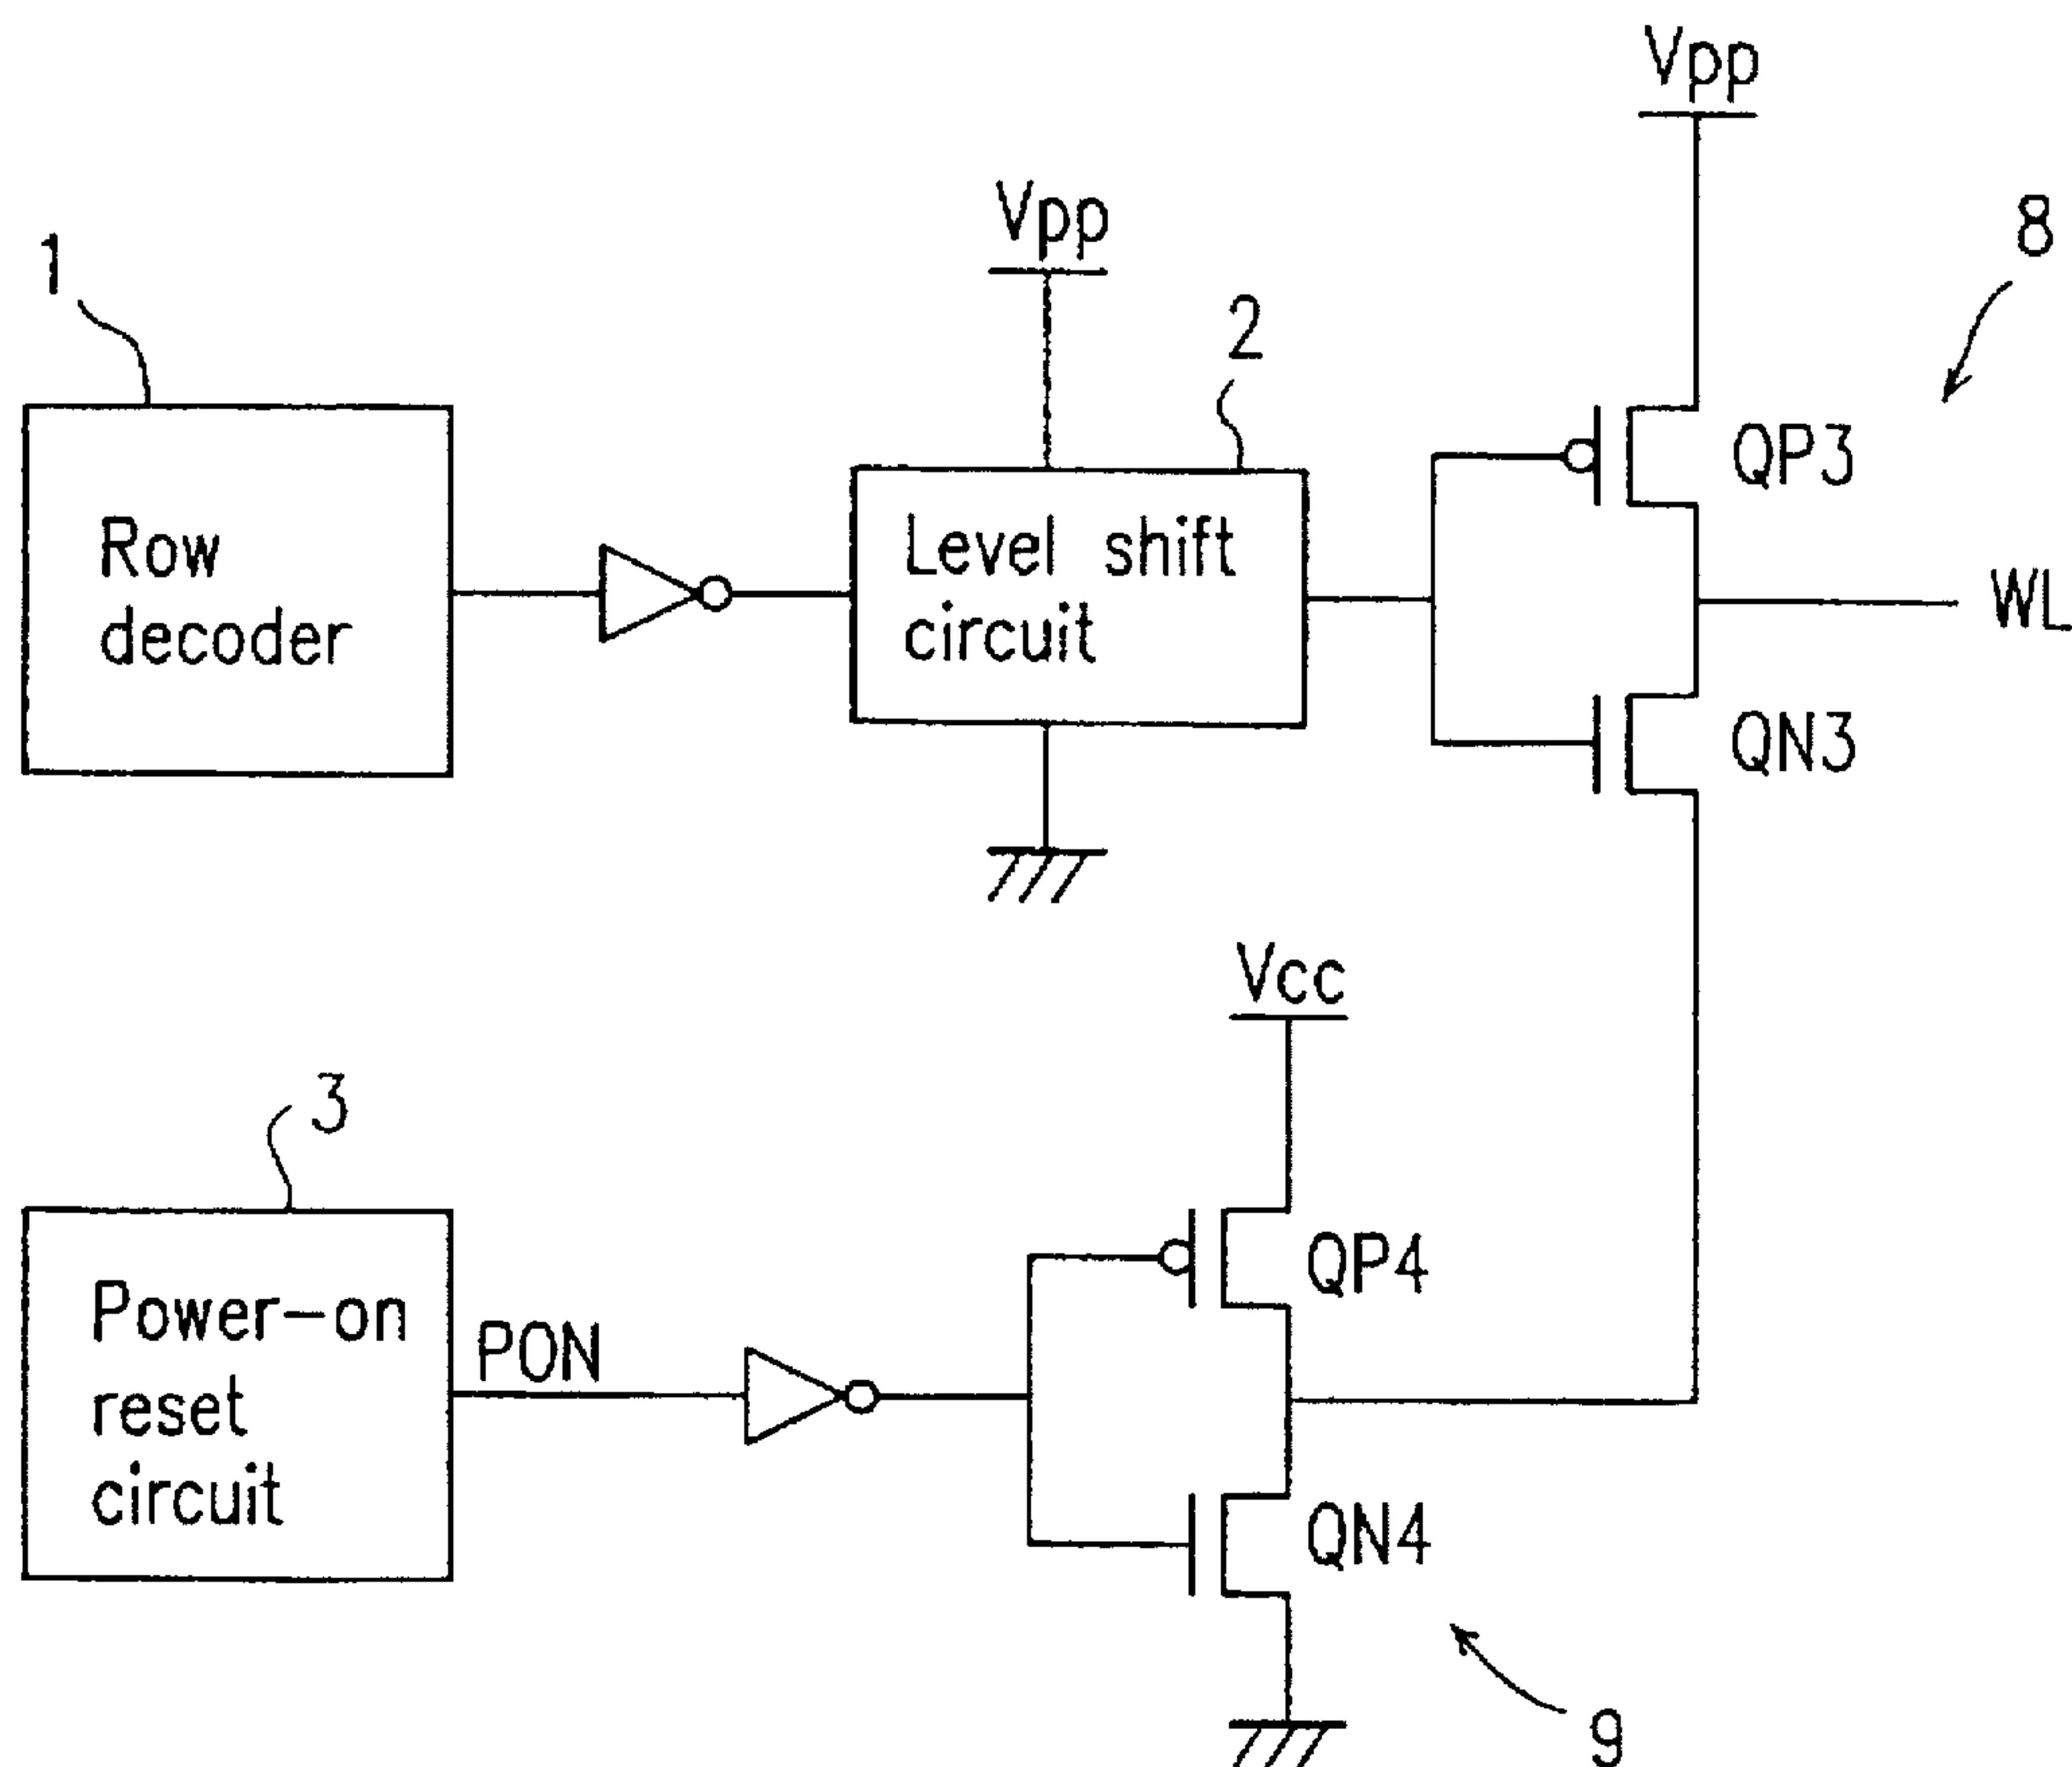 Vpp
8
Vpp
1
2
QP3
Row
decoder
Level shift
circuit
WL
QN3
Vcc
3
QP4
Power-on
reset
circuit
PON
QN4
9